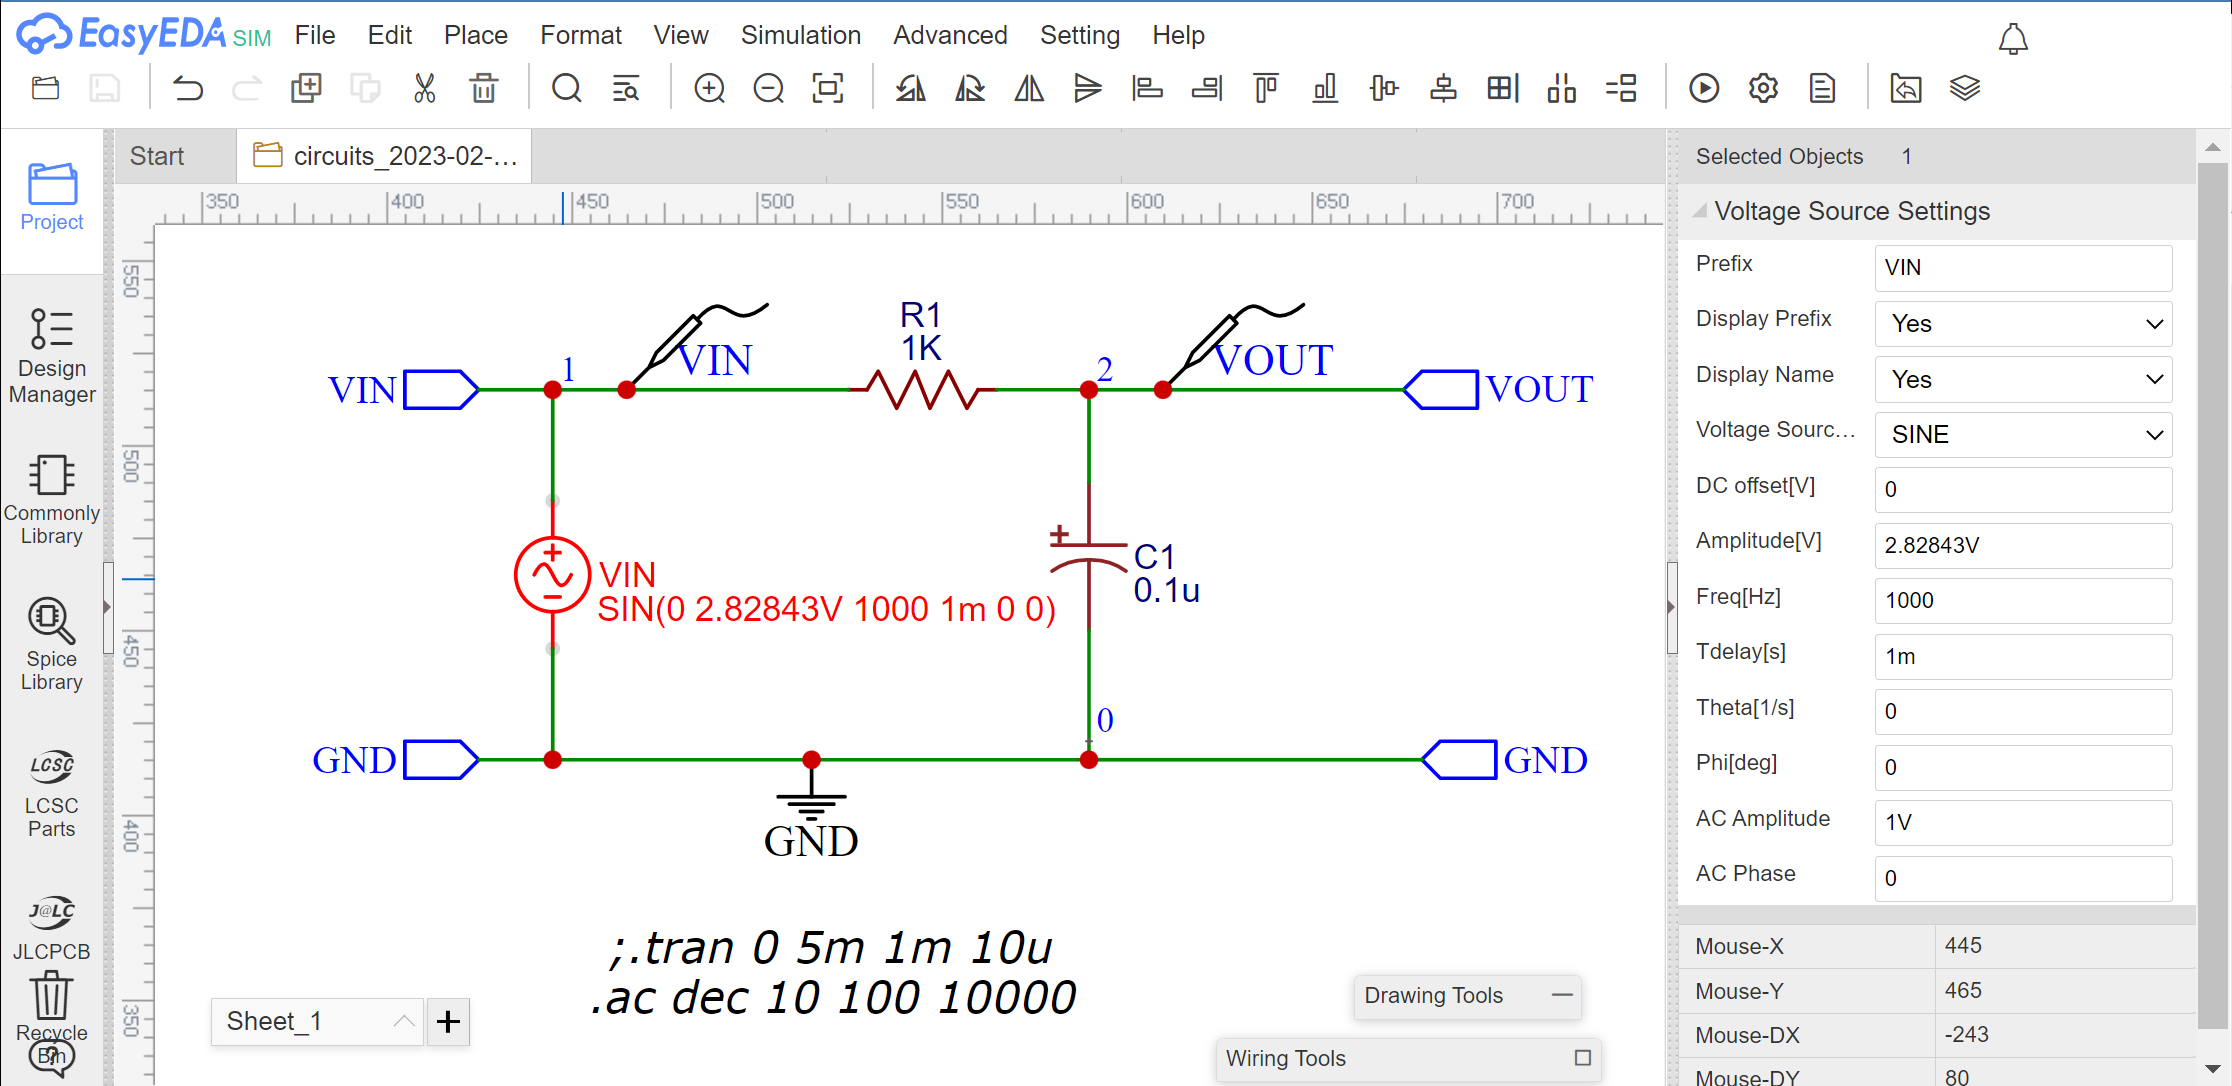 EasyEDA SIM File Edit Place Format View Simulation Advanced Setting Help
Start circuits_2023-02-...
350 400 450 500 550 600 650 700
550
500
450
400
350
Project
Design
Manager
Commonly
Library
Spice
Library
LCSC
LCSC
Parts
J@LC
JLCPCB
Recycle
Bin
?
R1
1K
1 VIN 2 VOUT
VIN VOUT
+
C1
0.1u
+
VIN
SIN(0 2.82843V 1000 1m 0 0)
0
GND GND
GND
;.tran 0 5m 1m 10u
.ac dec 10 100 10000
Sheet_1 +
Drawing Tools
Wiring Tools
Selected Objects 1
Voltage Source Settings
Prefix VIN
Display Prefix Yes
Display Name Yes
Voltage Sourc... SINE
DC offset[V] 0
Amplitude[V] 2.82843V
Freq[Hz] 1000
Tdelay[s] 1m
Theta[1/s] 0
Phi[deg] 0
AC Amplitude 1V
AC Phase 0
Mouse-X 445
Mouse-Y 465
Mouse-DX -243
Mouse-DY 80